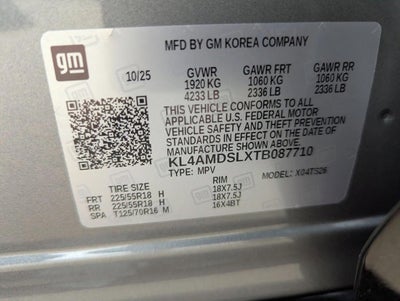 gm
MFD BY GM KOREA COMPANY
10/25 GVWR GAWR FRT GAWR RR
1920 KG 1060 KG 1060 KG
4233 LB 2336 LB 2336 LB
THIS VEHICLE CONFORMS TO ALL
APPLICABLE U.S. FEDERAL MOTOR
VEHICLE SAFETY AND THEFT PREVENTION
STANDARDS IN EFFECT ON THE DATE OF
MANUFACTURE SHOWN ABOVE.
KL4AMDSLXTB087710
TYPE: MPV MODEL: X04TS26
TIRE SIZE RIM
FRT 225/55R18 H 18X7.5J
RR 225/55R18 H 18X7.5J
SPA T125/70R16 M 16X4BT